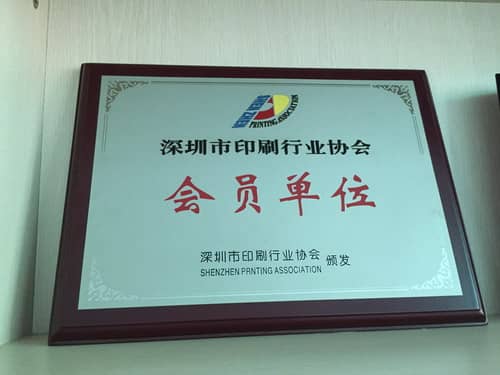 PRINTING ASSOCIATION
深圳市印刷行业协会
会员单位
深圳市印刷行业协会 颁发
SHENZHEN PRNTING ASSOCIATION